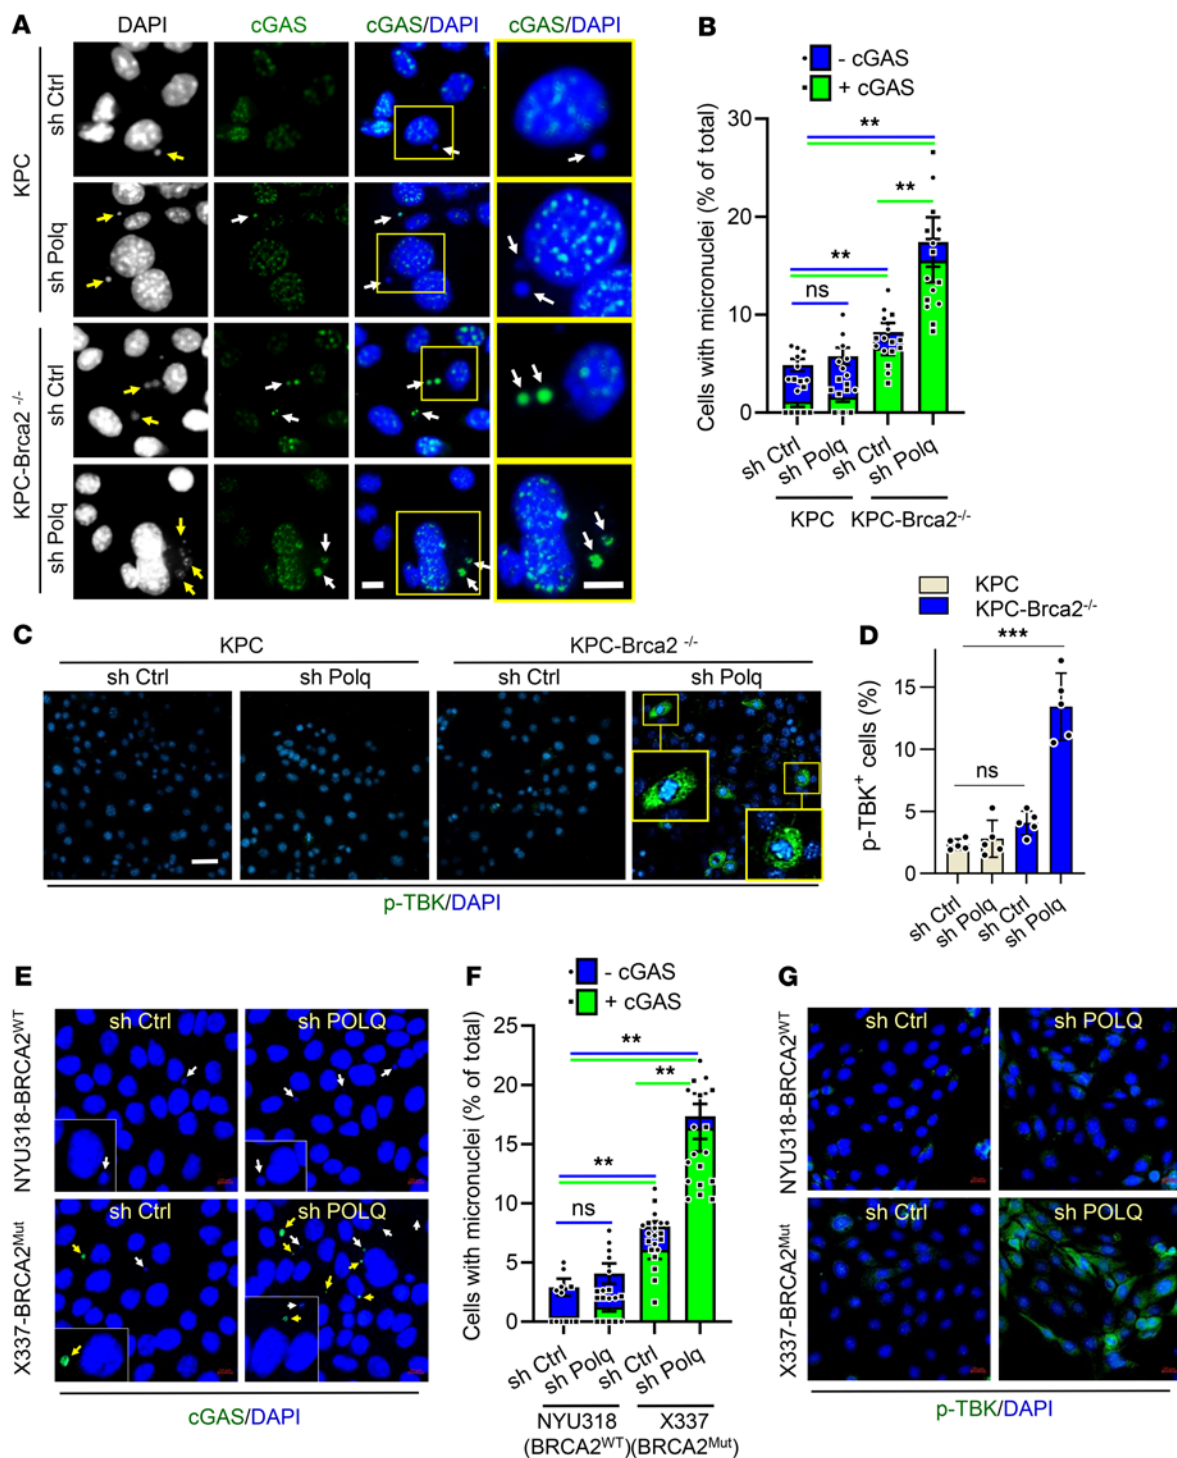 A
DAPI
cGAS
cGAS/DAPI
cGAS/DAPI
KPC
sh Ctrl
sh Polq
KPC-Brca2 -/-
sh Ctrl
sh Polq
B
- cGAS
+ cGAS
Cells with micronuclei (% of total)
30
20
10
0
**
**
**
ns
sh Ctrl
sh Polq
sh Ctrl
sh Polq
KPC
KPC-Brca2-/-
C
KPC
KPC-Brca2 -/-
sh Ctrl
sh Polq
sh Ctrl
sh Polq
p-TBK/DAPI
KPC
KPC-Brca2-/-
D
***
ns
p-TBK+ cells (%)
15
10
5
0
sh Ctrl
sh Polq
sh Ctrl
sh Polq
E
NYU318-BRCA2WT
sh Ctrl
sh POLQ
X337-BRCA2Mut
sh Ctrl
sh POLQ
cGAS/DAPI
F
- cGAS
+ cGAS
Cells with micronuclei (% of total)
25
20
15
10
5
0
**
**
**
ns
sh Ctrl
sh Polq
sh Ctrl
sh Polq
NYU318
(BRCA2WT)
X337
(BRCA2Mut)
G
NYU318-BRCA2WT
sh Ctrl
sh POLQ
X337-BRCA2Mut
sh Ctrl
sh POLQ
p-TBK/DAPI